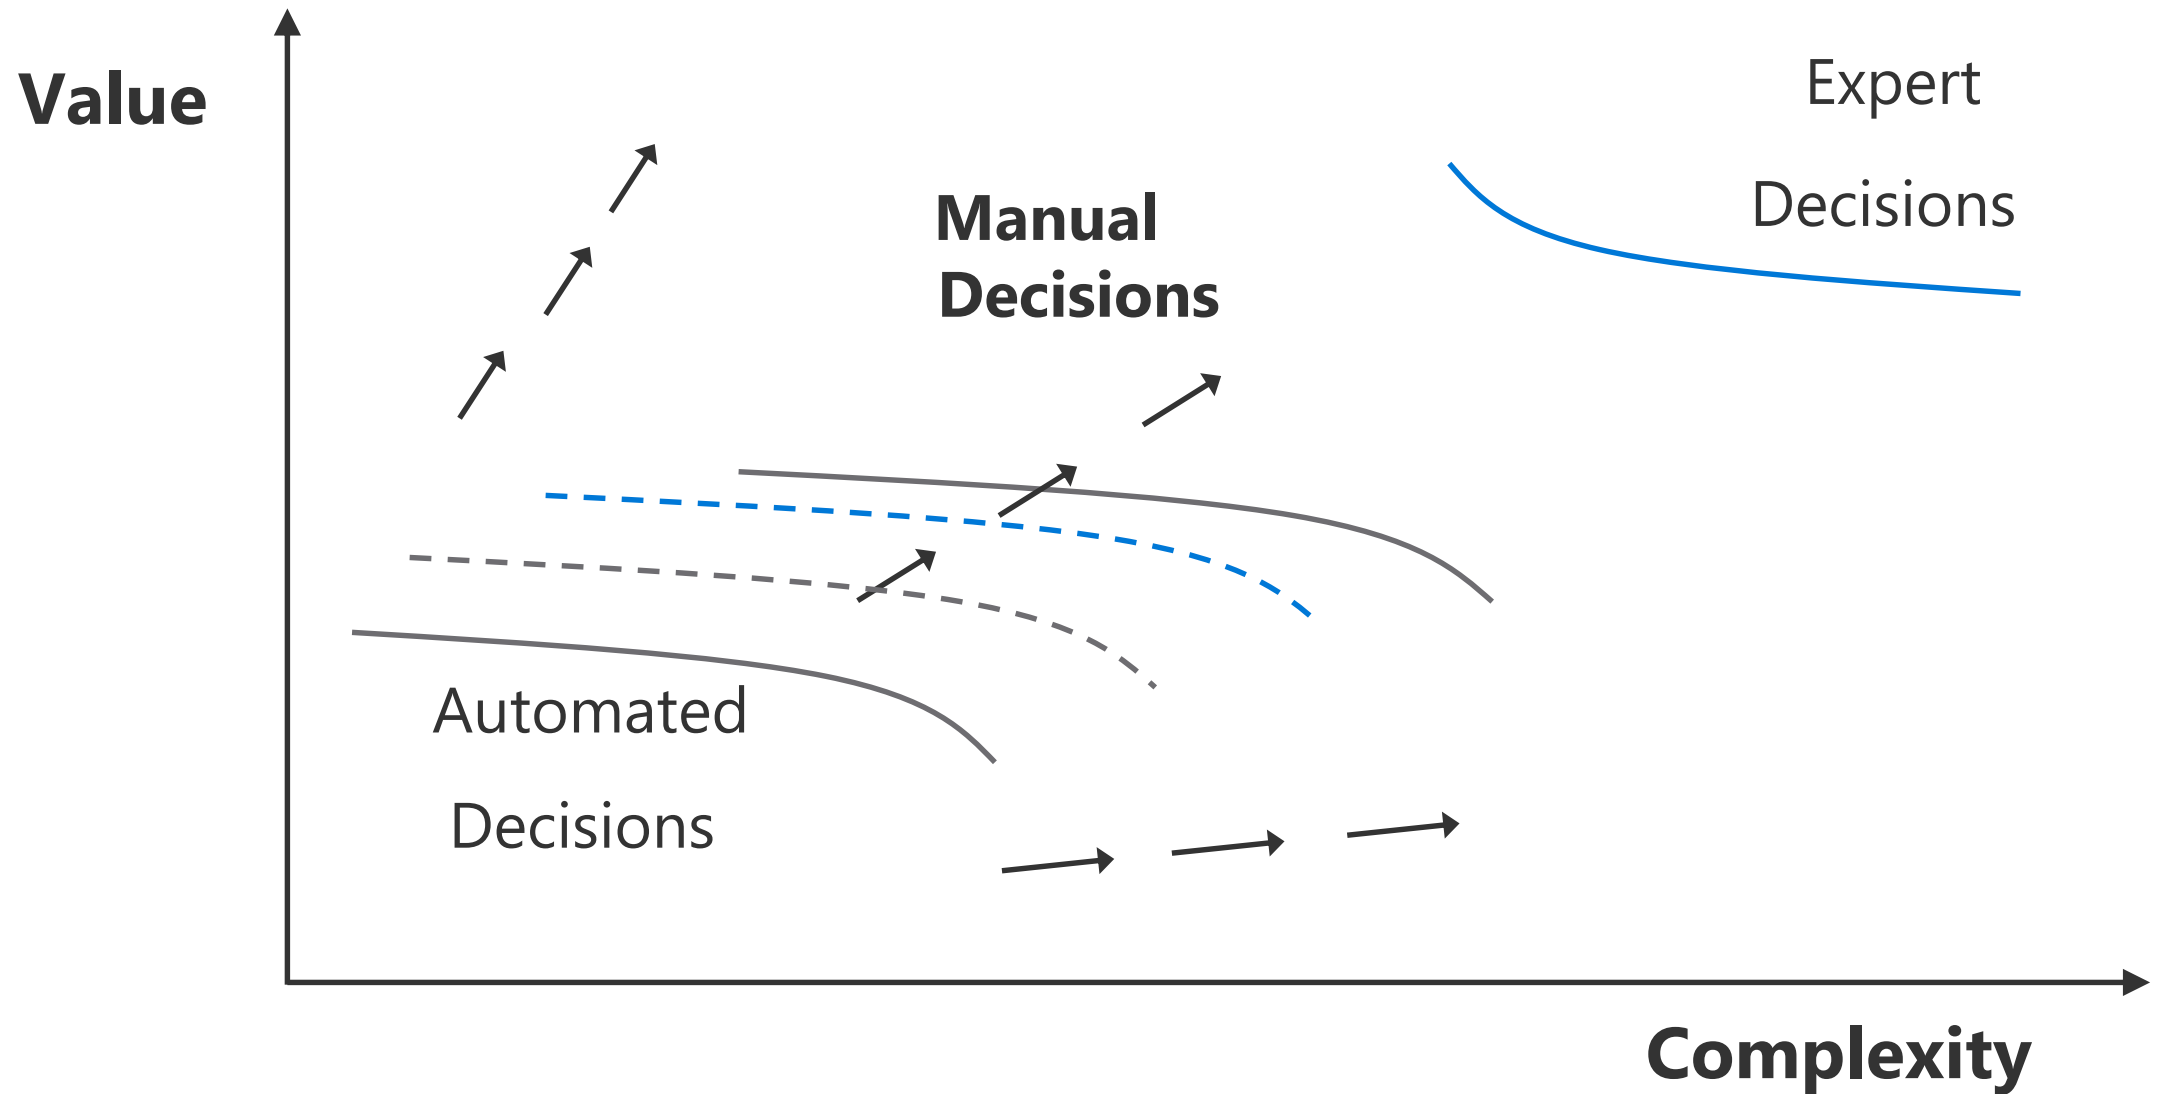 Value
Expert
Decisions
Manual
Decisions
Automated
Decisions
Complexity